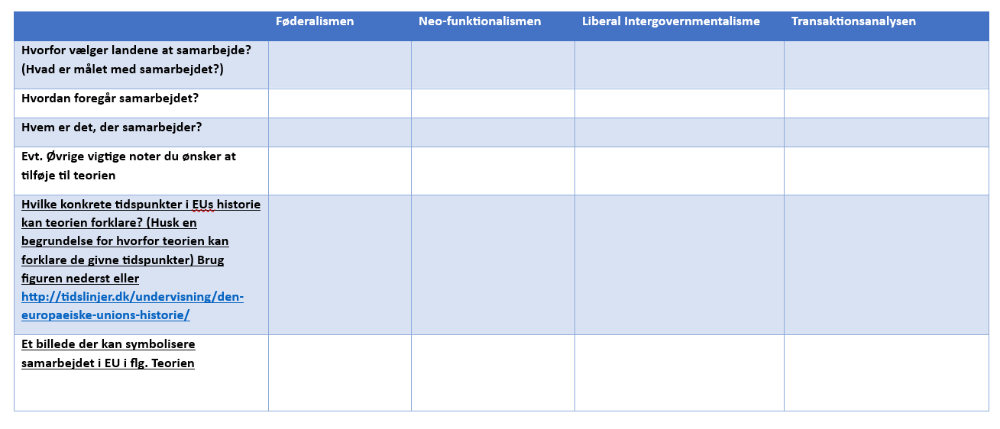 Føderalismen Neo-funktionalismen Liberal Intergovernmentalisme Transaktionsanalysen
Hvorfor vælger landene at samarbejde?
(Hvad er målet med samarbejdet?)
Hvordan foregår samarbejdet?
Hvem er det, der samarbejder?
Evt. Øvrige vigtige noter du ønsker at
tilføje til teorien
Hvilke konkrete tidspunkter i EUs historie
kan teorien forklare? (Husk en
begrundelse for hvorfor teorien kan
forklare de givne tidspunkter) Brug
figuren nederst eller
http://tidslinjer.dk/undervisning/den-
europaeiske-unions-historie/
Et billede der kan symbolisere
samarbejdet i EU i flg. Teorien